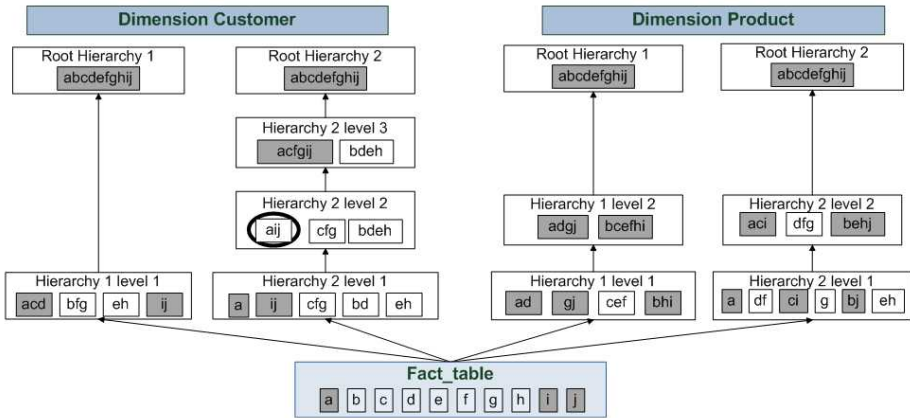 Dimension Customer
Dimension Product
Root Hierarchy 1
abcdefghij
Root Hierarchy 2
abcdefghij
Root Hierarchy 1
abcdefghij
Root Hierarchy 2
abcdefghij
Hierarchy 2 level 3
acfgij bdeh
Hierarchy 2 level 2
aij cfg bdeh
Hierarchy 1 level 2
adgj bcefhi
Hierarchy 2 level 2
aci dfg behj
Hierarchy 1 level 1
acd bfg eh ij
Hierarchy 2 level 1
a ij cfg bd eh
Hierarchy 1 level 1
ad gj cef bhi
Hierarchy 2 level 1
a df ci g bj eh
Fact_table
a b c d e f g h i j